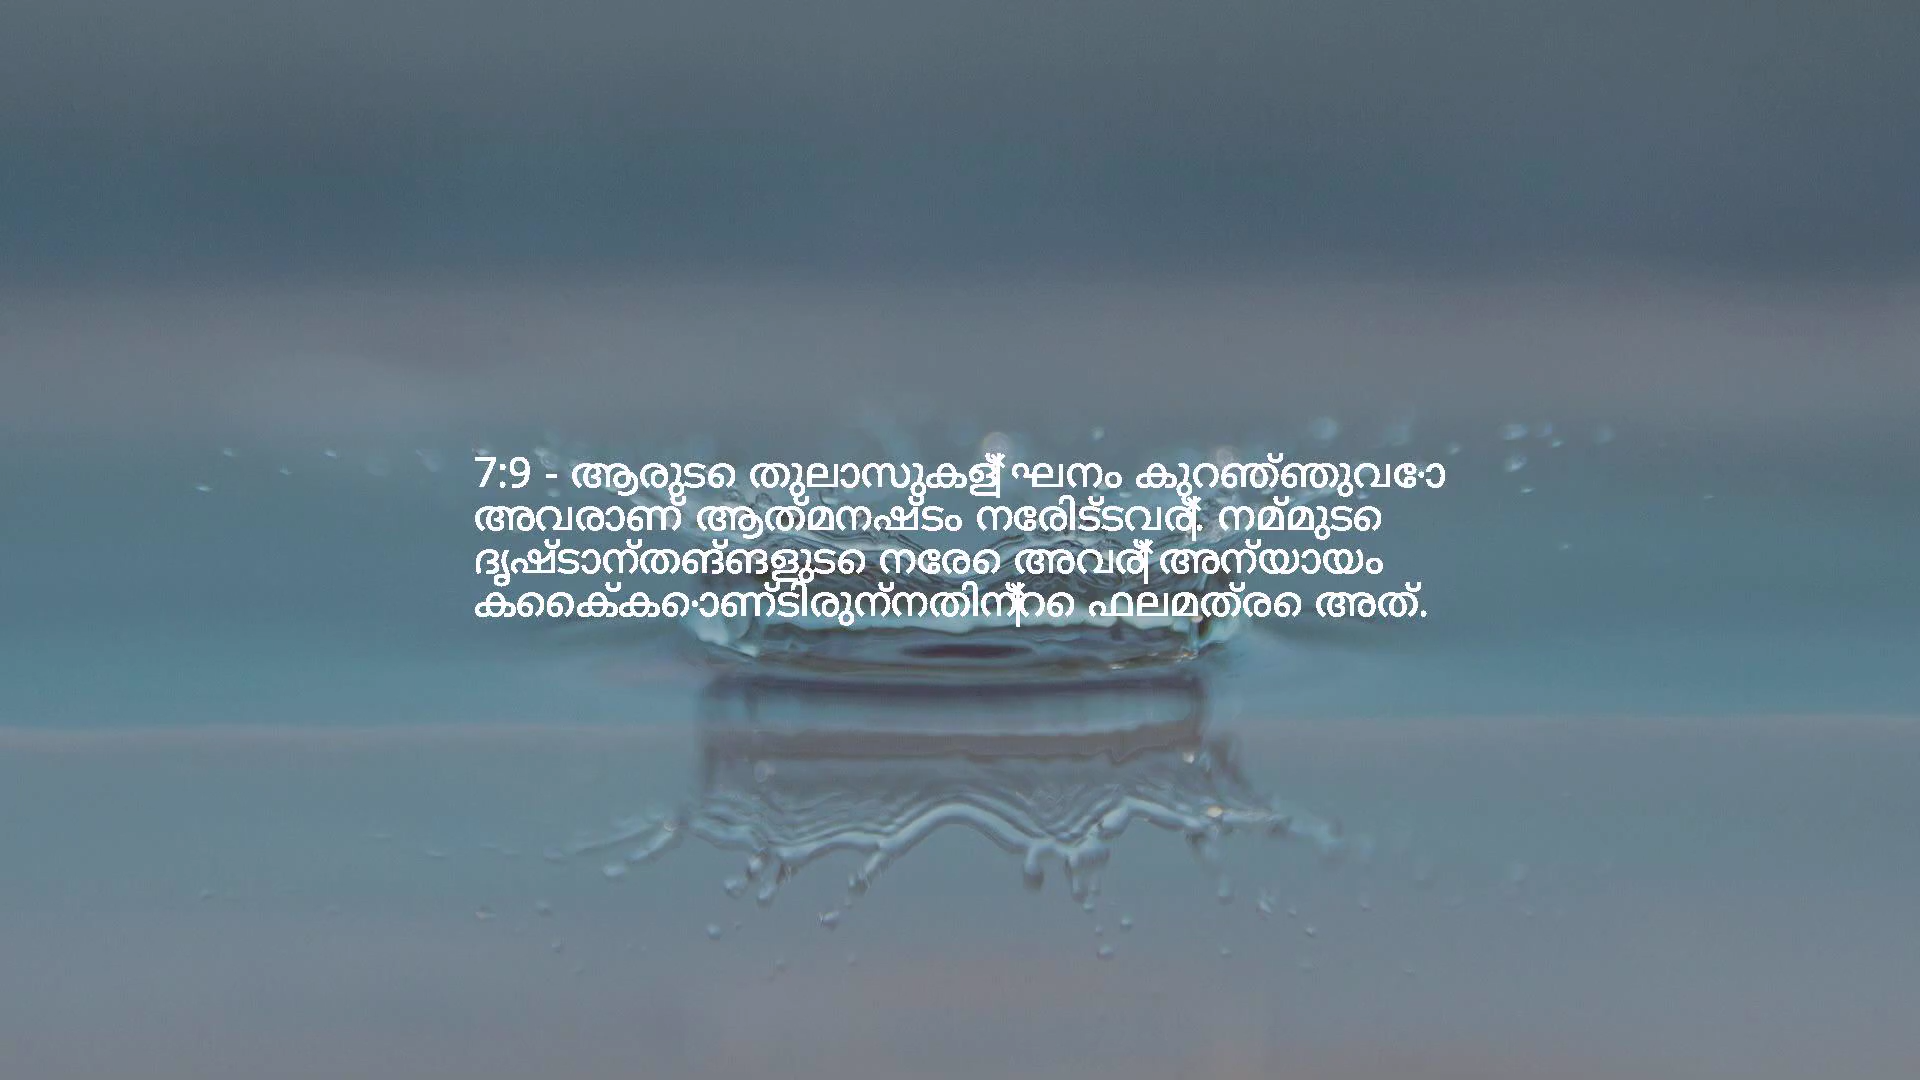 7:9 - ആരുടെ തുലാസുകള്‍ ഘനം കുറഞ്ഞുവോ
അവരാണ് ആത്മനഷ്ടം നേരിട്ടവര്‍. നമ്മുടെ
ദൃഷ്ടാന്തങ്ങളുടെ നേരെ അവര്‍ അന്യായം
കൈക്കൊണ്ടിരുന്നതിന്‍റെ ഫലമത്രെ അത്.